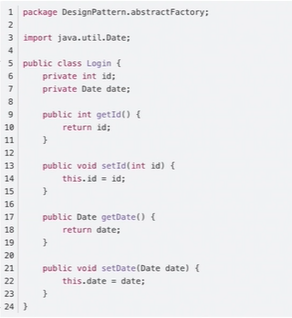 1 package DesignPattern.abstractFactory;
2
3 import java.util.Date;
4
5 public class Login {
6     private int id;
7     private Date date;
8
9     public int getId() {
10         return id;
11     }
12
13     public void setId(int id) {
14         this.id = id;
15     }
16
17     public Date getDate() {
18         return date;
19     }
20
21     public void setDate(Date date) {
22         this.date = date;
23     }
24 }